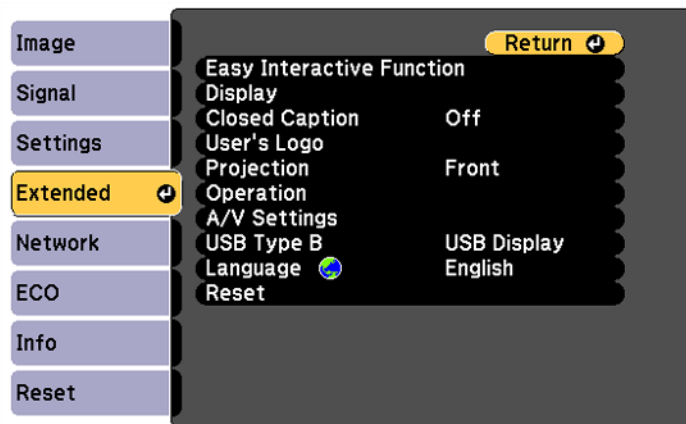 Image
Signal
Settings
Extended
Network
ECO
Info
Reset
Return
Easy Interactive Function
Display
Closed Caption Off
User's Logo
Projection Front
Operation
A/V Settings
USB Type B USB Display
Language English
Reset